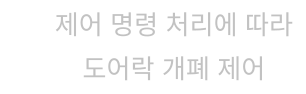 제어 명령 처리에 따라
도어락 개폐 제어